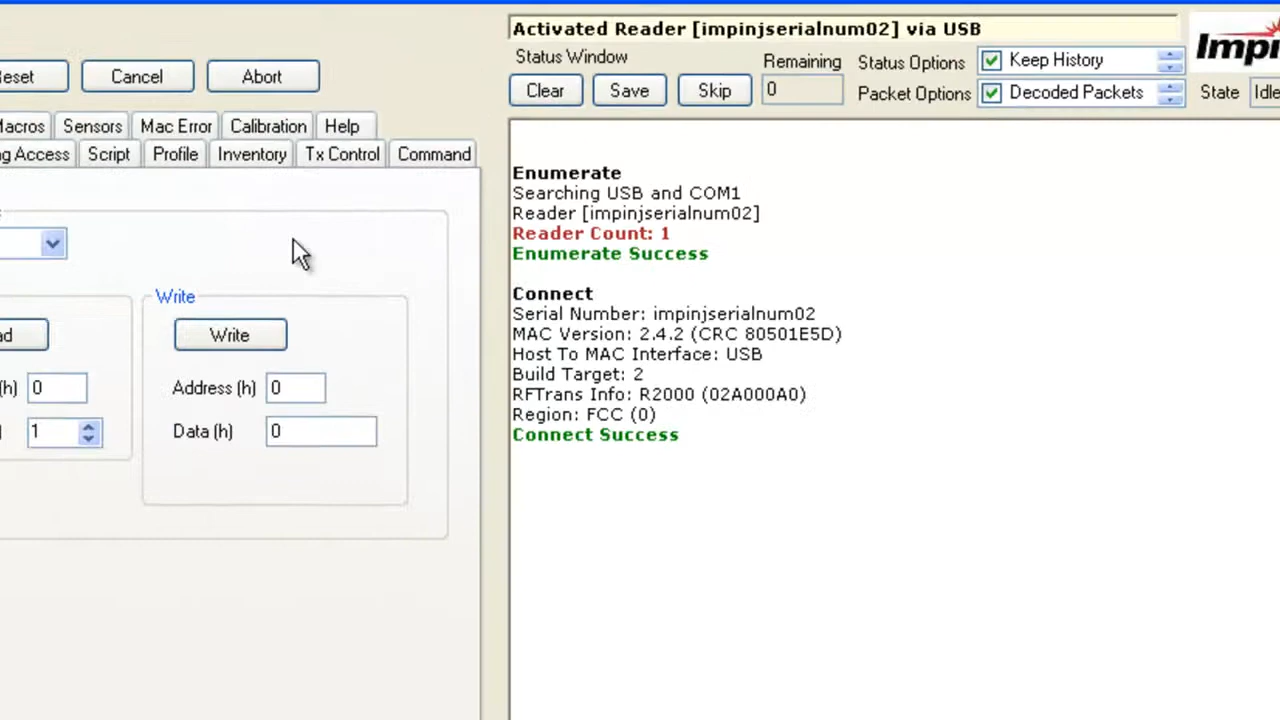 Activated Reader [impinjserialnum02] via USB
Status Window
Remaining
Status Options
Keep History
Reset
Cancel
Abort
Clear
Save
Skip
0
Packet Options
Decoded Packets
State
Idle
Macros
Sensors
Mac Error
Calibration
Help
g Access
Script
Profile
Inventory
Tx Control
Command
Enumerate
Searching USB and COM1
Reader [impinjserialnum02]
Reader Count: 1
Enumerate Success
Connect
Serial Number: impinjserialnum02
MAC Version: 2.4.2 (CRC 80501E5D)
Host To MAC Interface: USB
Build Target: 2
RFTrans Info: R2000 (02A000A0)
Region: FCC (0)
Connect Success
Write
Write
(h)
0
Address (h)
0
1
Data (h)
0
Impi